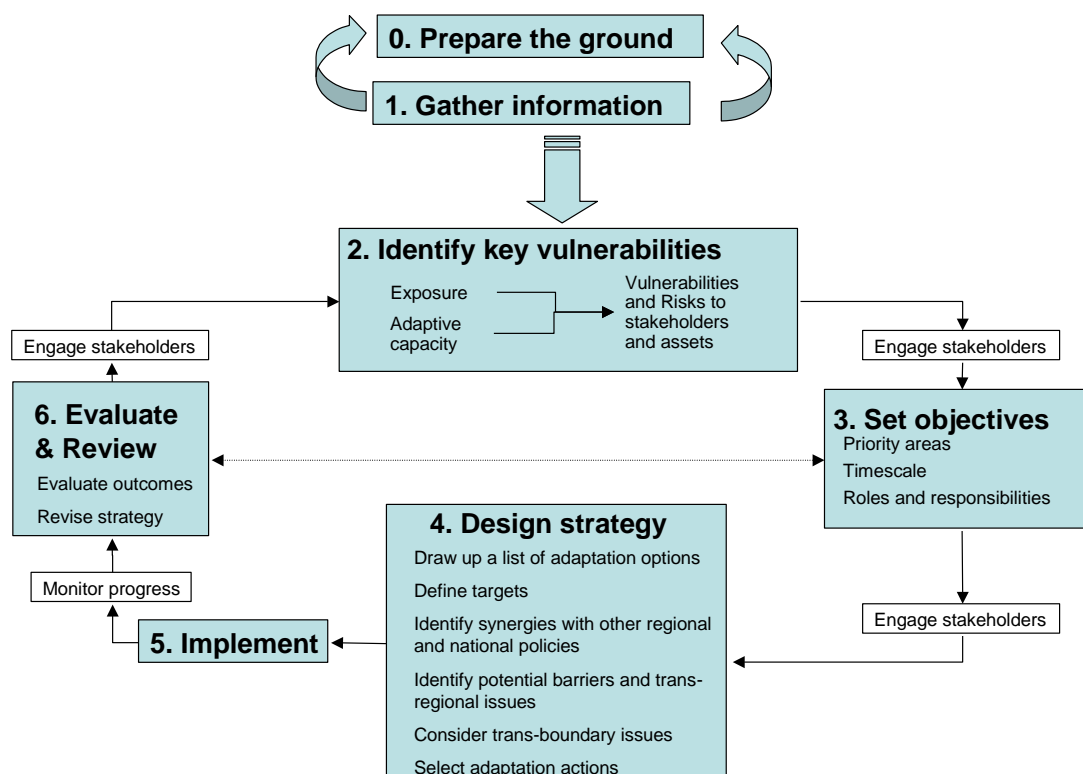 0. Prepare the ground
1. Gather information
2. Identify key vulnerabilities
Exposure
Adaptive
capacity
Vulnerabilities
and Risks to
stakeholders
and assets
Engage stakeholders
Engage stakeholders
6. Evaluate
& Review
Evaluate outcomes
Revise strategy
3. Set objectives
Priority areas
Timescale
Roles and responsibilities
4. Design strategy
Draw up a list of adaptation options
Define targets
Identify synergies with other regional
and national policies
Identify potential barriers and trans-
regional issues
Consider trans-boundary issues
Select adaptation actions
Monitor progress
5. Implement
Engage stakeholders